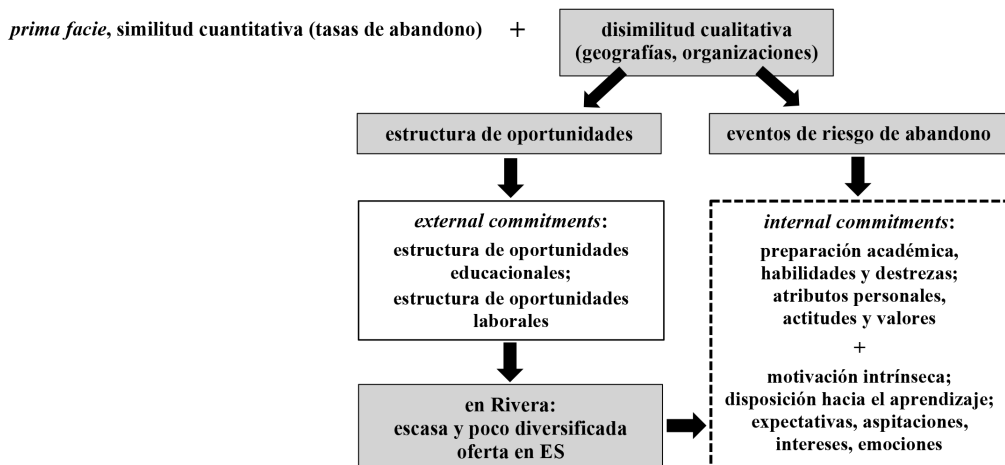 prima facie, similitud cuantitativa (tasas de abandono) + disimilitud cualitativa
(geografías, organizaciones)
estructura de oportunidades
eventos de riesgo de abandono
external commitments:
estructura de oportunidades
educacionales;
estructura de oportunidades
laborales
internal commitments:
preparación académica,
habilidades y destrezas;
atributos personales,
actitudes y valores
+
motivación intrínseca;
disposición hacia el aprendizaje;
expectativas, aspitaciones,
intereses, emociones
en Rivera:
escasa y poco diversificada
oferta en ES